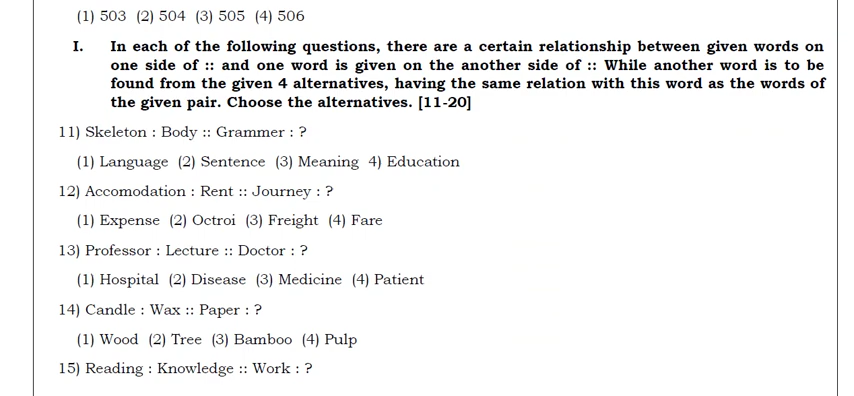 (1) 503 (2) 504 (3) 505 (4) 506
I. In each of the following questions, there are a certain relationship between given words on
one side of :: and one word is given on the another side of :: While another word is to be
found from the given 4 alternatives, having the same relation with this word as the words of
the given pair. Choose the alternatives. [11-20]
11) Skeleton : Body :: Grammer : ?
(1) Language (2) Sentence (3) Meaning 4) Education
12) Accomodation : Rent :: Journey : ?
(1) Expense (2) Octroi (3) Freight (4) Fare
13) Professor : Lecture :: Doctor : ?
(1) Hospital (2) Disease (3) Medicine (4) Patient
14) Candle : Wax :: Paper : ?
(1) Wood (2) Tree (3) Bamboo (4) Pulp
15) Reading : Knowledge :: Work : ?